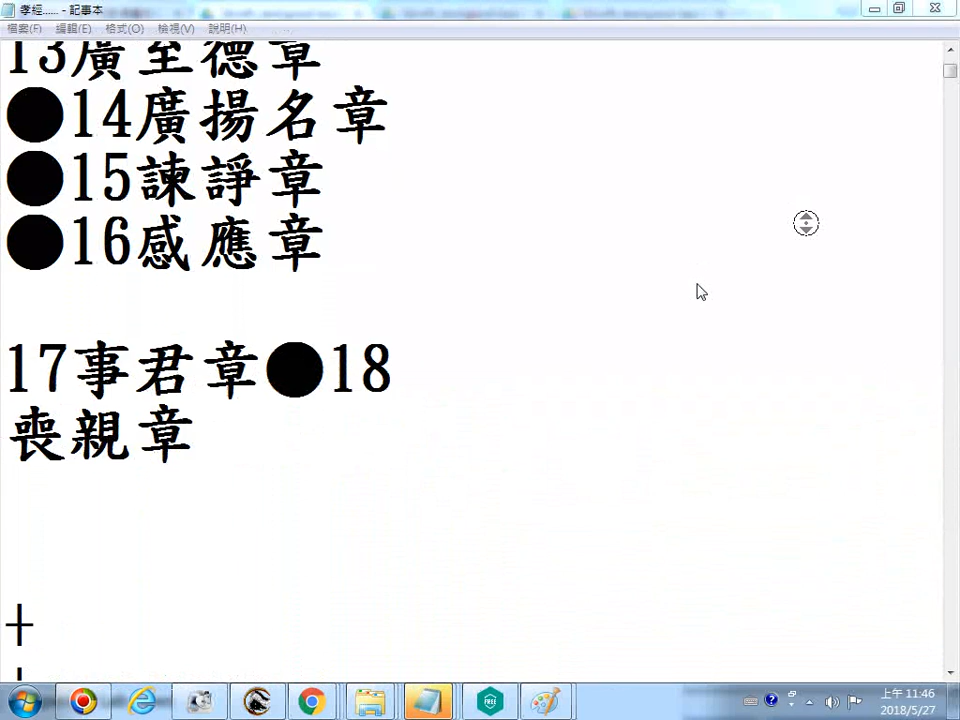 孝經...... - 記事本
檔案(F) 編輯(E) 格式(O) 檢視(V) 說明(H)
13廣至德章
●14廣揚名章
●15諫諍章
●16感應章
17事君章●18
喪親章
┼
FREE
上午 11:46
2018/5/27